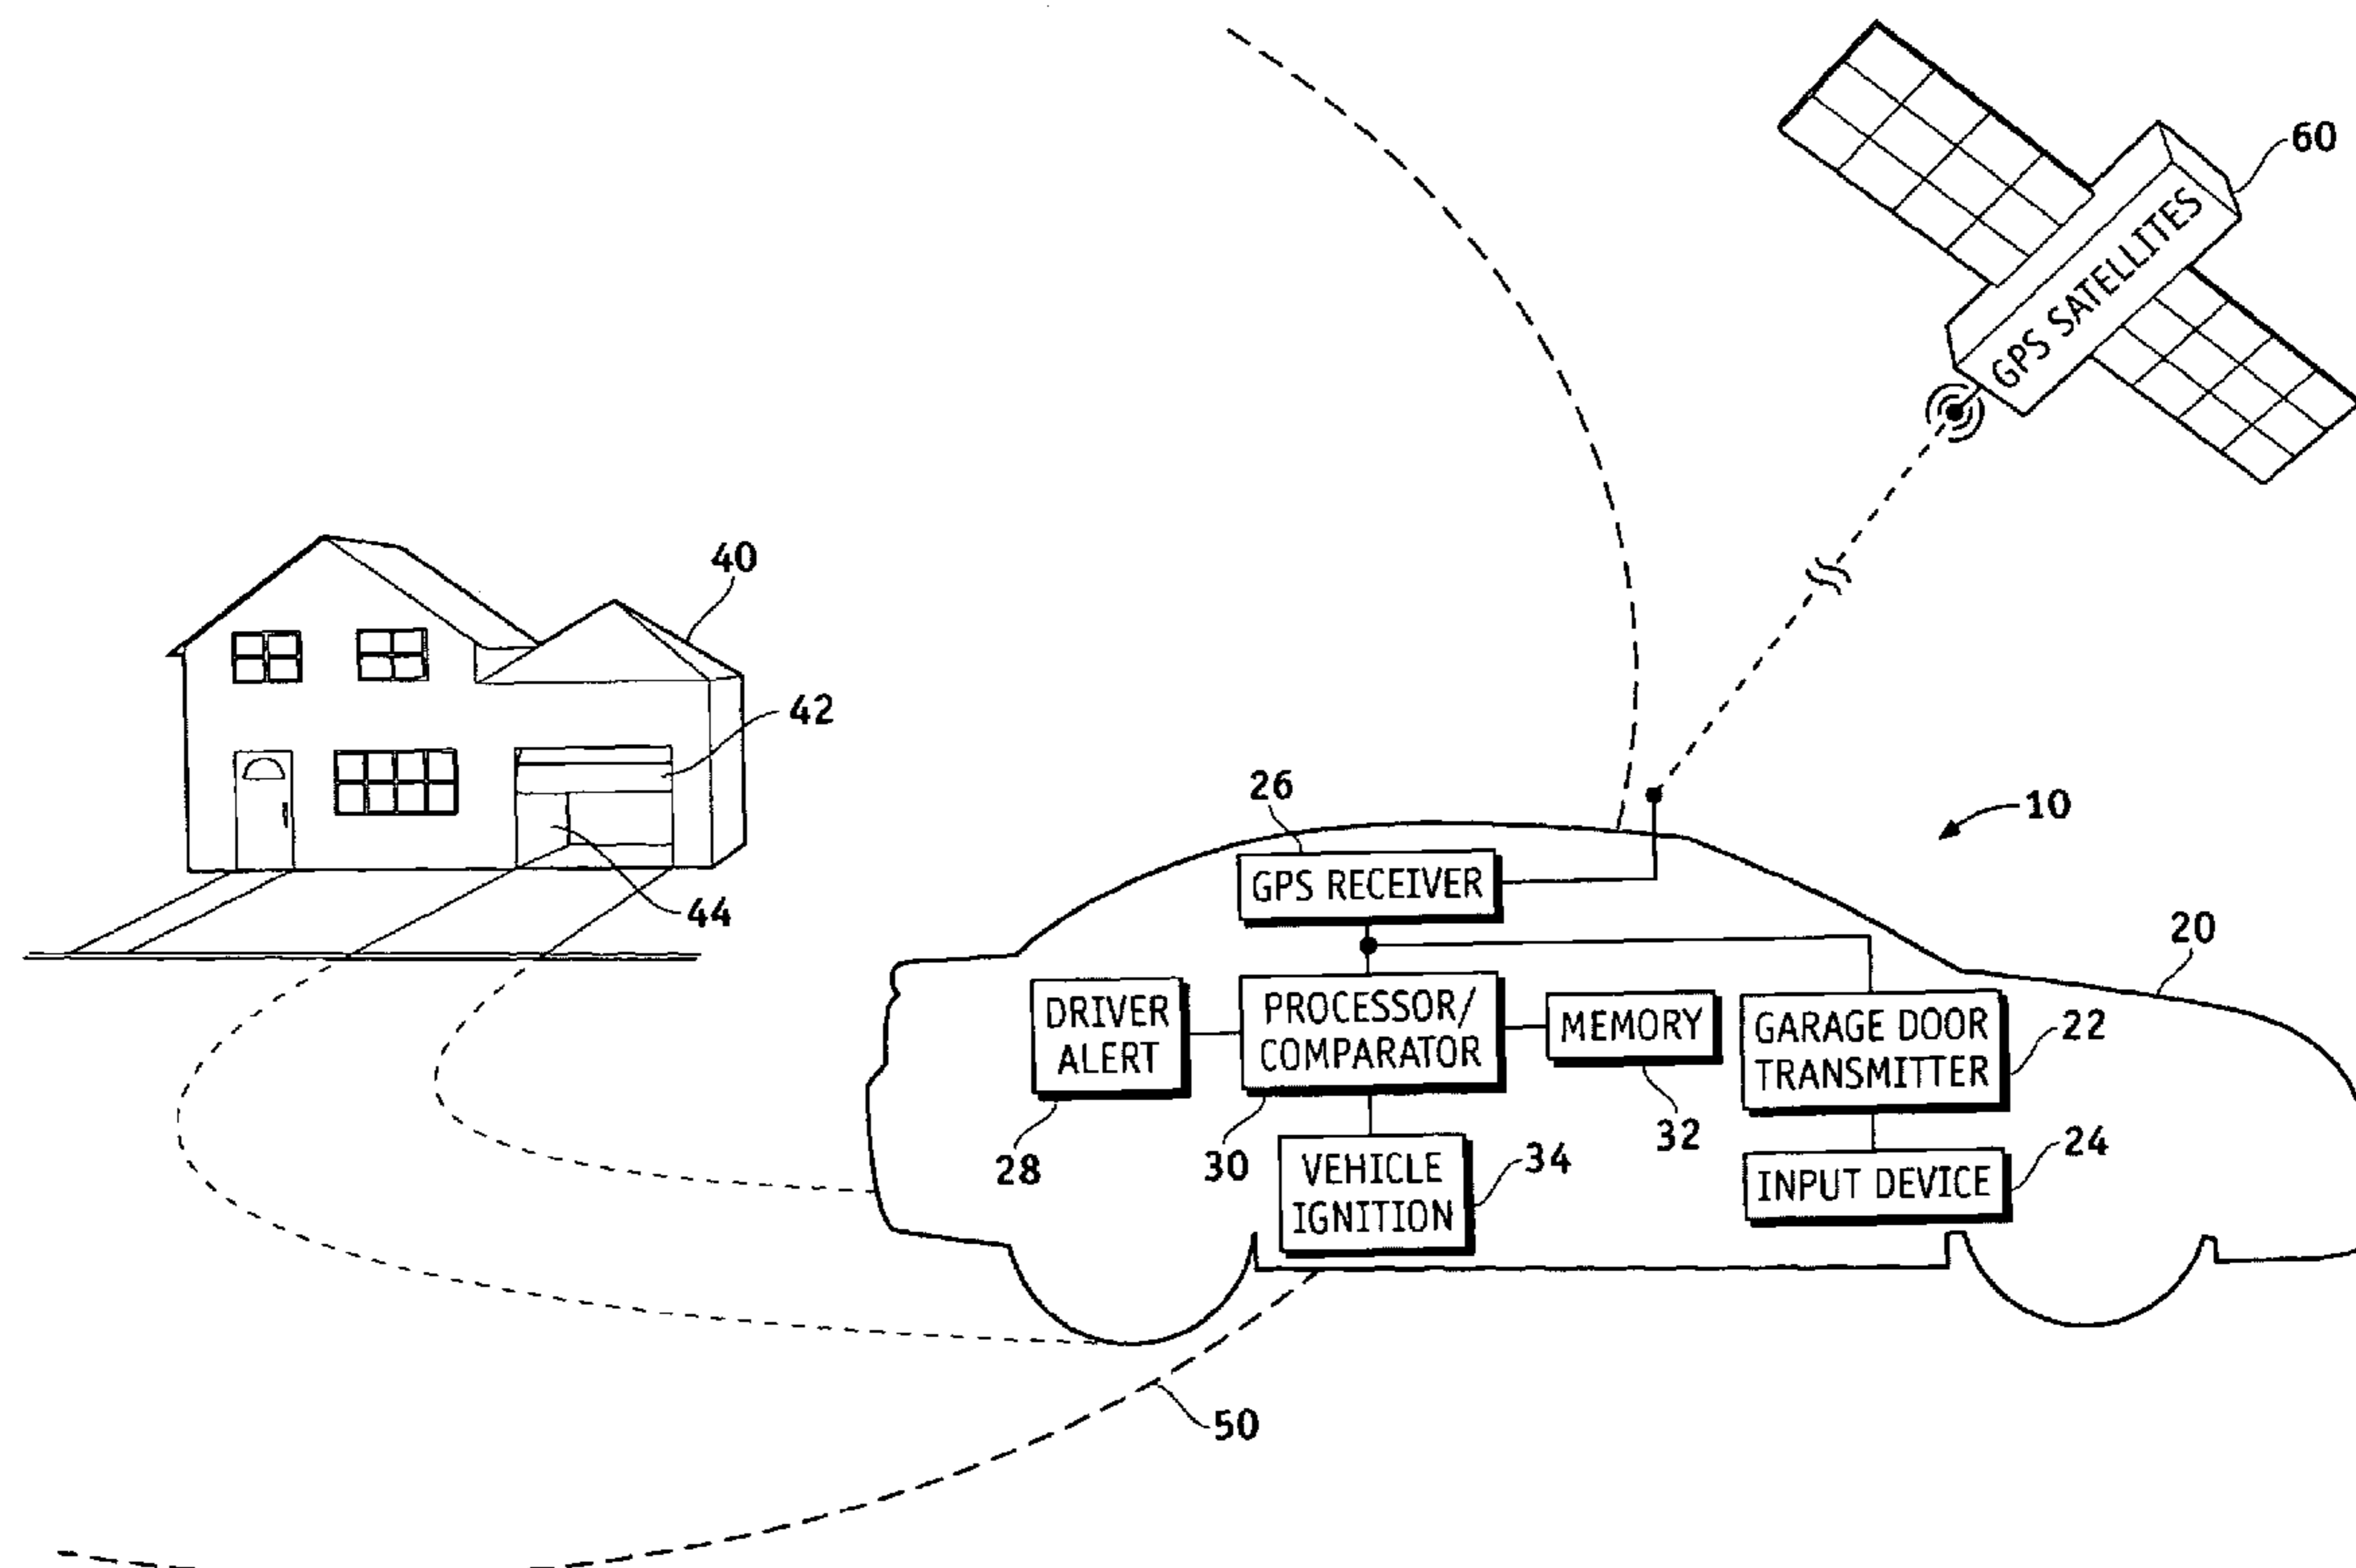 60
GPS SATELLITES
40
42
44
26
10
GPS RECEIVER
20
DRIVER
ALERT
PROCESSOR/
COMPARATOR
MEMORY
GARAGE DOOR
TRANSMITTER
22
28
30
32
VEHICLE
IGNITION
34
INPUT DEVICE
24
50